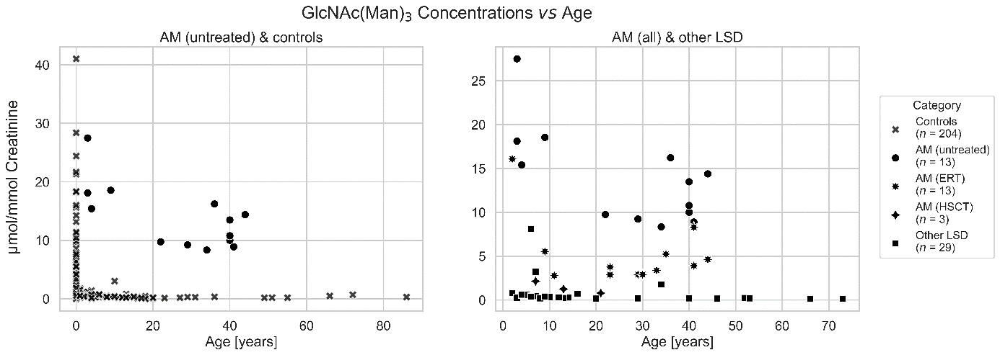 GlcNAc(Man)₃ Concentrations vs Age
AM (untreated) & controls
AM (all) & other LSD
µmol/mmol Creatinine
40
30
20
10
0
0
20
40
60
80
Age [years]
25
20
15
10
5
0
0
10
20
30
40
50
60
70
Age [years]
Category
Controls
(n = 204)
AM (untreated)
(n = 13)
AM (ERT)
(n = 13)
AM (HSCT)
(n = 3)
Other LSD
(n = 29)